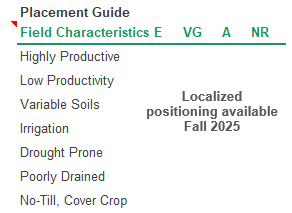 Placement Guide
Field Characteristics E VG A NR
Highly Productive
Low Productivity
Variable Soils
Irrigation
Drought Prone
Poorly Drained
No-Till, Cover Crop
Localized
positioning available
Fall 2025